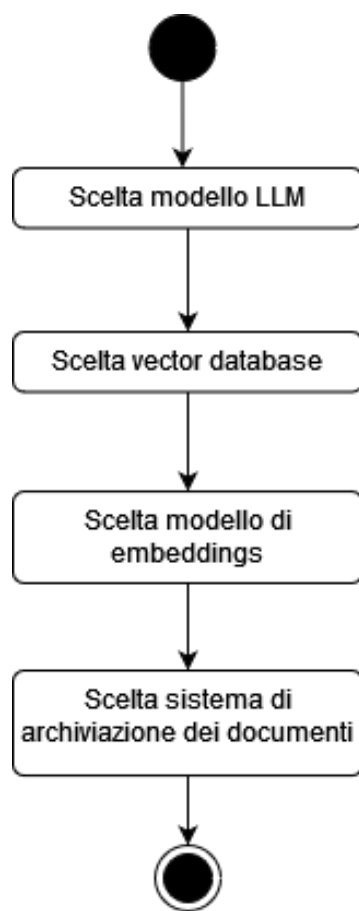 Scelta modello LLM
Scelta vector database
Scelta modello di
embeddings
Scelta sistema di
archiviazione dei documenti